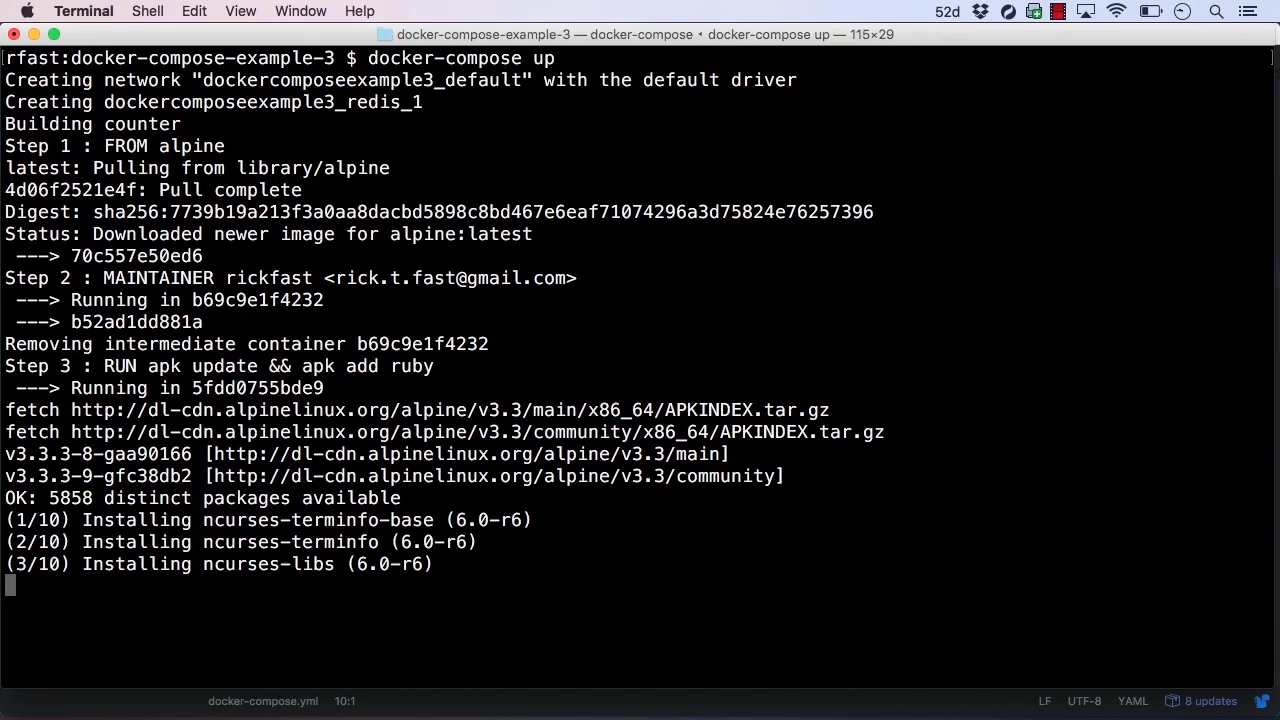 Terminal Shell Edit View Window Help 52d
docker-compose-example-3 — docker-compose ◂ docker-compose up — 115×29
[rfast:docker-compose-example-3 $ docker-compose up ]
Creating network "dockercomposeexample3_default" with the default driver
Creating dockercomposeexample3_redis_1
Building counter
Step 1 : FROM alpine
latest: Pulling from library/alpine
4d06f2521e4f: Pull complete
Digest: sha256:7739b19a213f3a0aa8dacbd5898c8bd467e6eaf71074296a3d75824e76257396
Status: Downloaded newer image for alpine:latest
 ---> 70c557e50ed6
Step 2 : MAINTAINER rickfast <rick.t.fast@gmail.com>
 ---> Running in b69c9e1f4232
 ---> b52ad1dd881a
Removing intermediate container b69c9e1f4232
Step 3 : RUN apk update && apk add ruby
 ---> Running in 5fdd0755bde9
fetch http://dl-cdn.alpinelinux.org/alpine/v3.3/main/x86_64/APKINDEX.tar.gz
fetch http://dl-cdn.alpinelinux.org/alpine/v3.3/community/x86_64/APKINDEX.tar.gz
v3.3.3-8-gaa90166 [http://dl-cdn.alpinelinux.org/alpine/v3.3/main]
v3.3.3-9-gfc38db2 [http://dl-cdn.alpinelinux.org/alpine/v3.3/community]
OK: 5858 distinct packages available
(1/10) Installing ncurses-terminfo-base (6.0-r6)
(2/10) Installing ncurses-terminfo (6.0-r6)
(3/10) Installing ncurses-libs (6.0-r6)
docker-compose.yml 10:1 LF UTF-8 YAML 8 updates